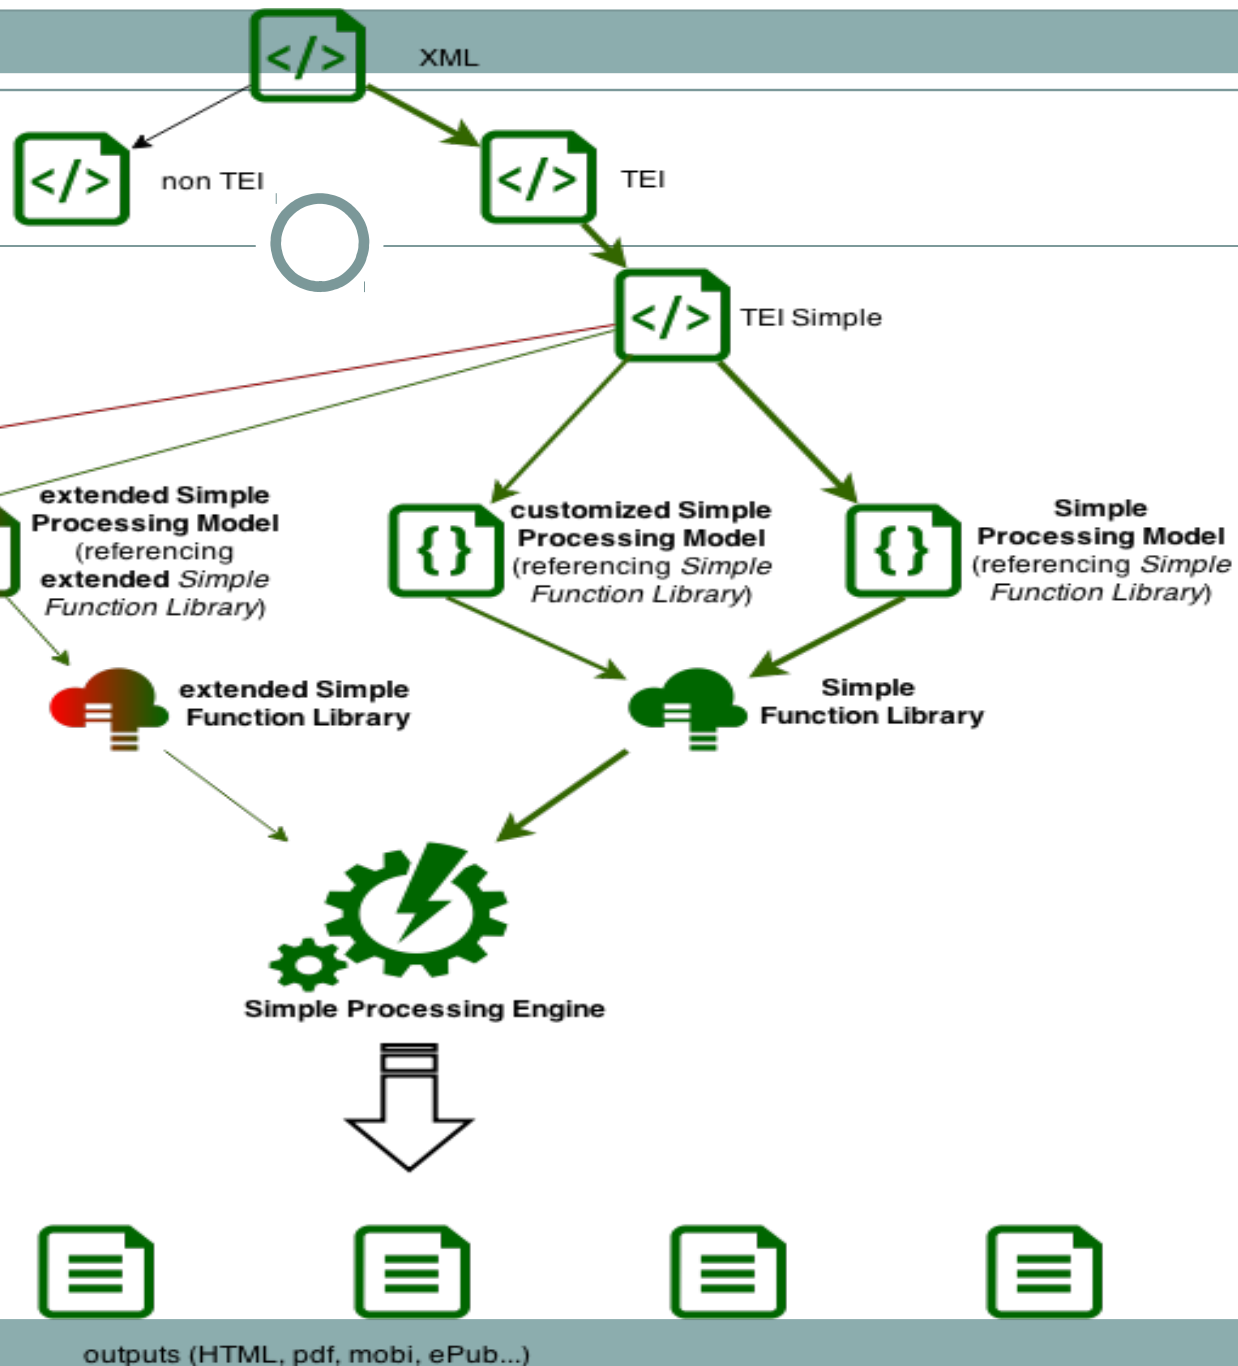 </>
XML
</>
non TEI
</>
TEI
</>
TEI Simple
extended Simple
Processing Model
(referencing
extended Simple
Function Library)
{}
customized Simple
Processing Model
(referencing Simple
Function Library)
{}
Simple
Processing Model
(referencing Simple
Function Library)
extended Simple
Function Library
Simple
Function Library
Simple Processing Engine
outputs (HTML, pdf, mobi, ePub...)